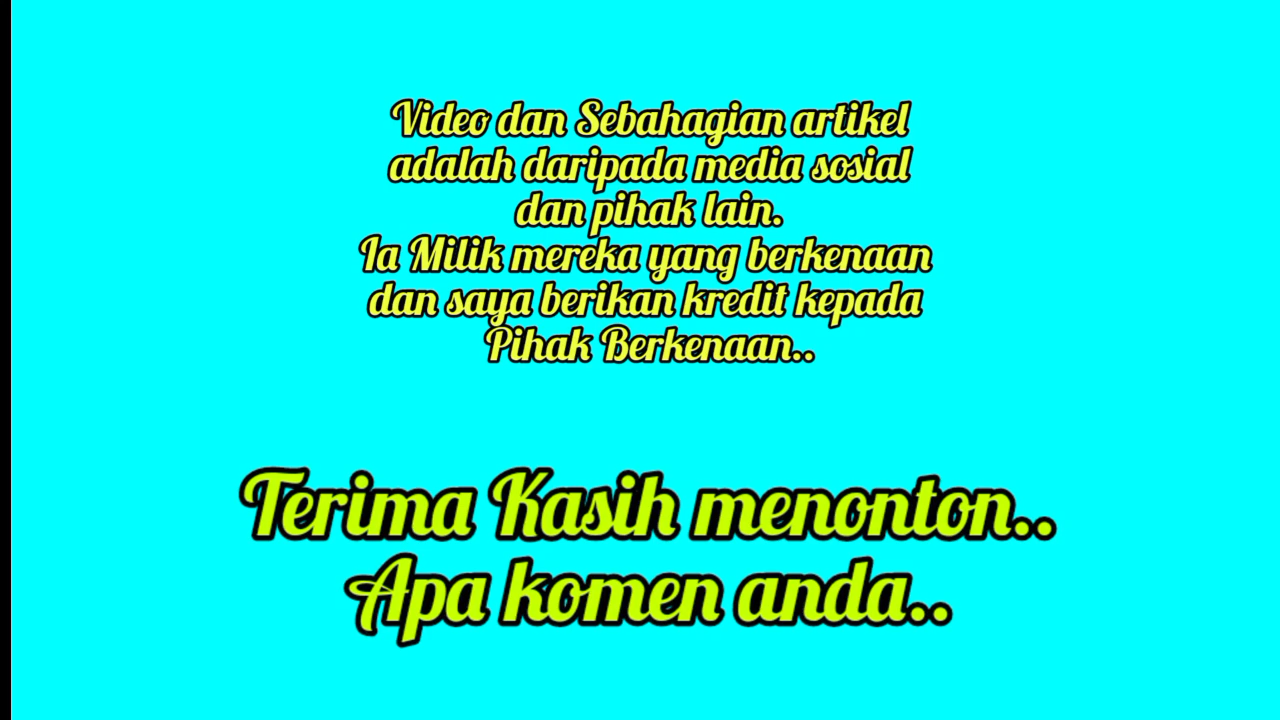 Video dan Sebahagian artikel
adalah daripada media sosial
dan pihak lain.
Ia Milik mereka yang berkenaan
dan saya berikan kredit kepada
Pihak Berkenaan..
Terima Kasih menonton..
Apa komen anda..